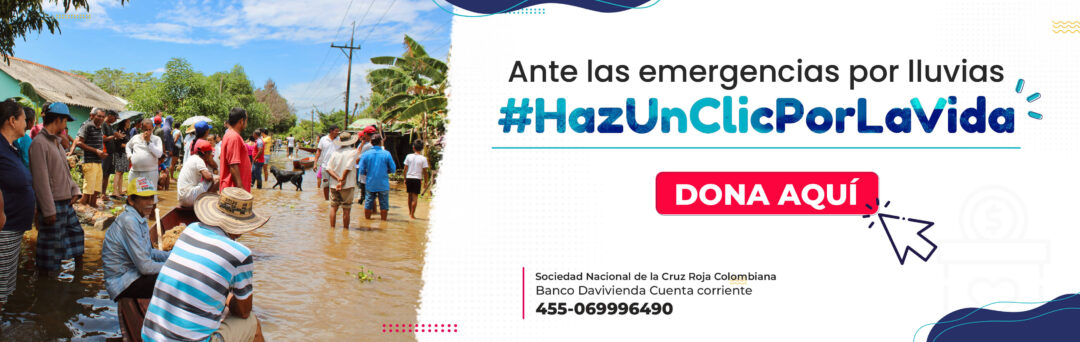 Ante las emergencias por lluvias
#HazUnClicPorLaVida
DONA AQUÍ
Sociedad Nacional de la Cruz Roja Colombiana
Banco Davivienda Cuenta corriente
455-069996490